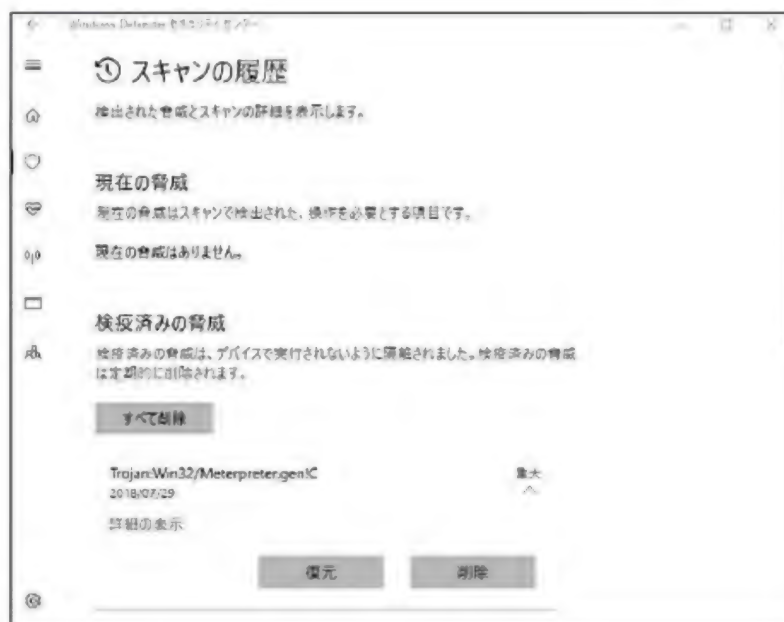 Windows Defender セキュリティ センター
スキャンの履歴
検出された脅威とスキャンの詳細を表示します。
現在の脅威
現在の脅威はスキャンで検出された、操作を必要とする項目です。
現在の脅威はありません。
検疫済みの脅威
検疫済みの脅威は、デバイスで実行されないように隔離されました。検疫済みの脅威
は定期的に削除されます。
すべて削除
Trojan:Win32/Meterpreter.gen!C
重大
2018/07/29
詳細の表示
復元
削除